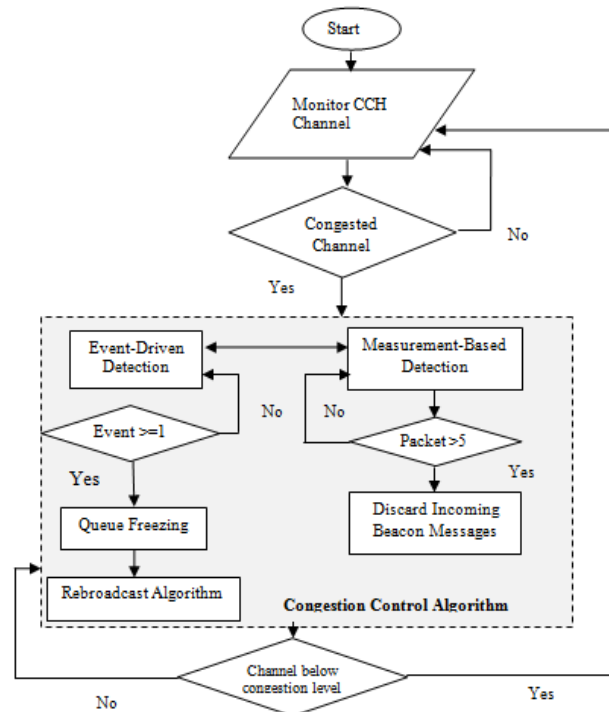 Start
Monitor CCH
Channel
Congested
Channel
No
Yes
Event-Driven
Detection
Measurement-Based
Detection
No
No
Event >=1
Packet >5
Yes
Yes
Queue Freezing
Discard Incoming
Beacon Messages
Rebroadcast Algorithm
Congestion Control Algorithm
Channel below
congestion level
No
Yes